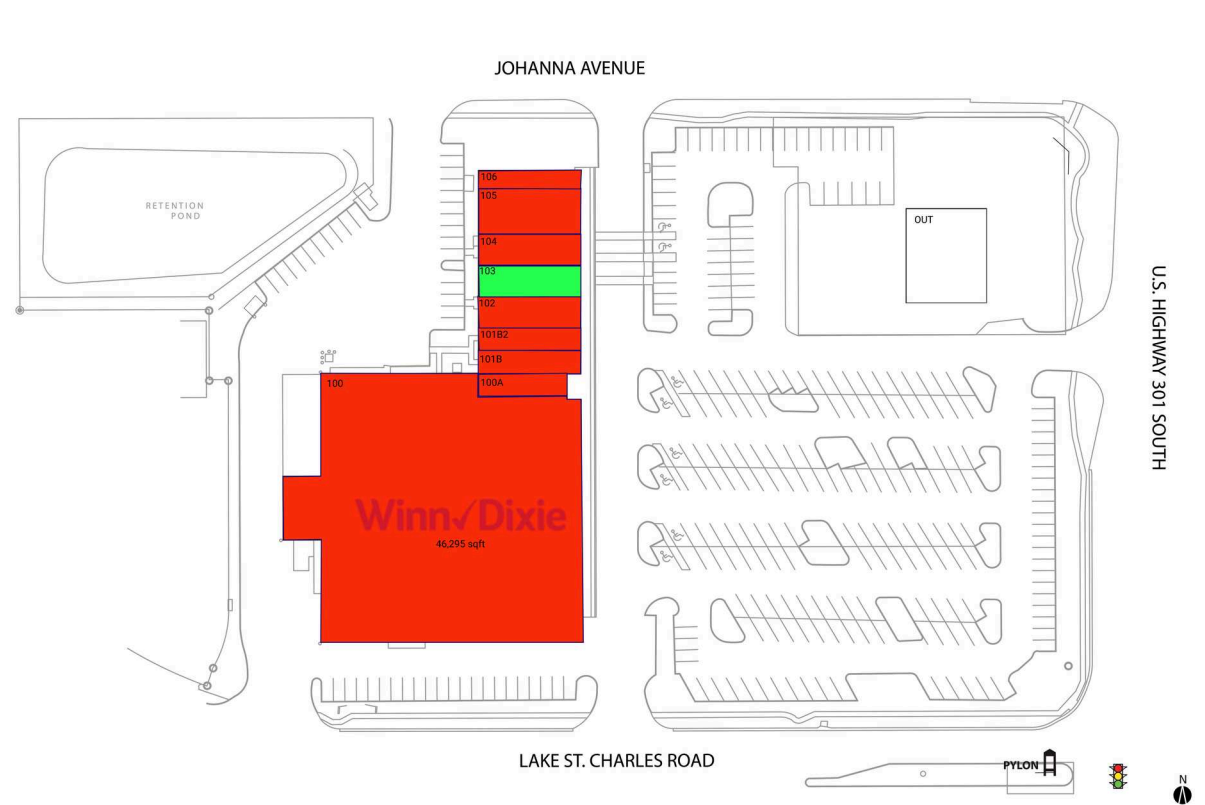 JOHANNA AVENUE
RETENTION
POND
106
105
104
103
102
101B2
101B
100
100A
OUT
U.S. HIGHWAY 301 SOUTH
Winn Dixie
46,295 sqft
LAKE ST. CHARLES ROAD
PYLON
N